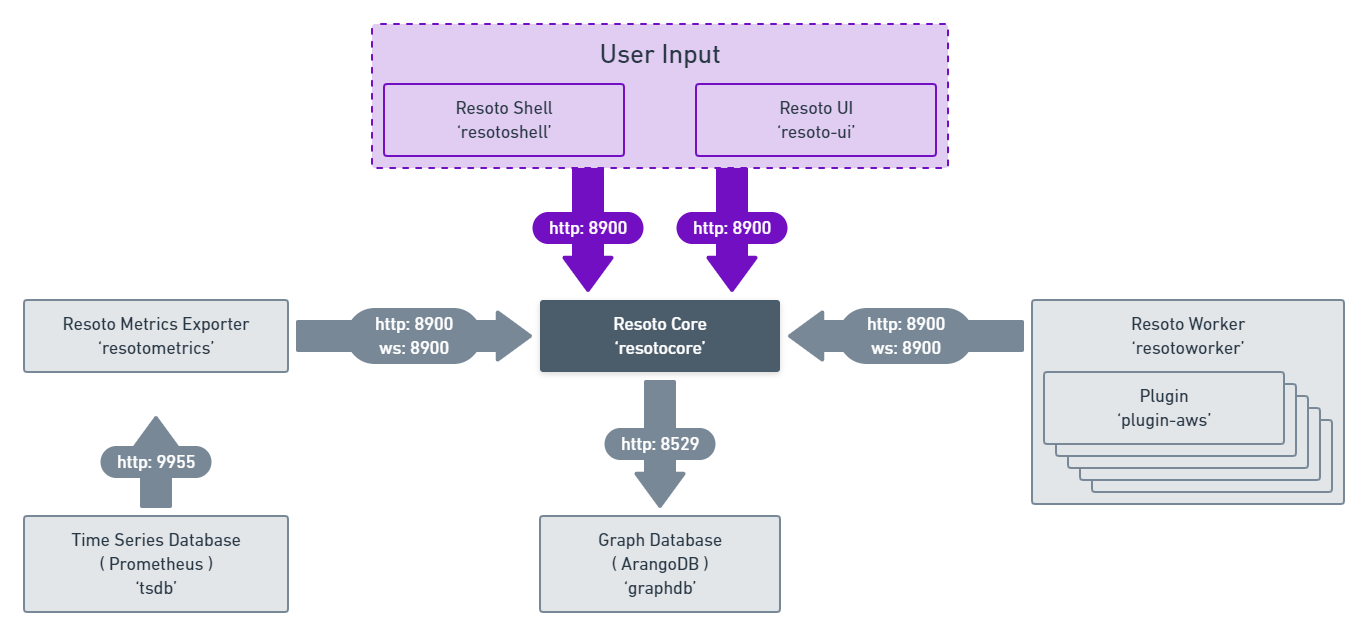 User Input
Resoto Shell
‘resotoshell’
Resoto UI
‘resoto-ui’
http: 8900
http: 8900
Resoto Metrics Exporter
‘resotometrics’
http: 8900
ws: 8900
Resoto Core
‘resotocore’
http: 8900
ws: 8900
Resoto Worker
‘resotoworker’
Plugin
‘plugin-aws’
http: 9955
http: 8529
Time Series Database
( Prometheus )
‘tsdb’
Graph Database
( ArangoDB )
‘graphdb’